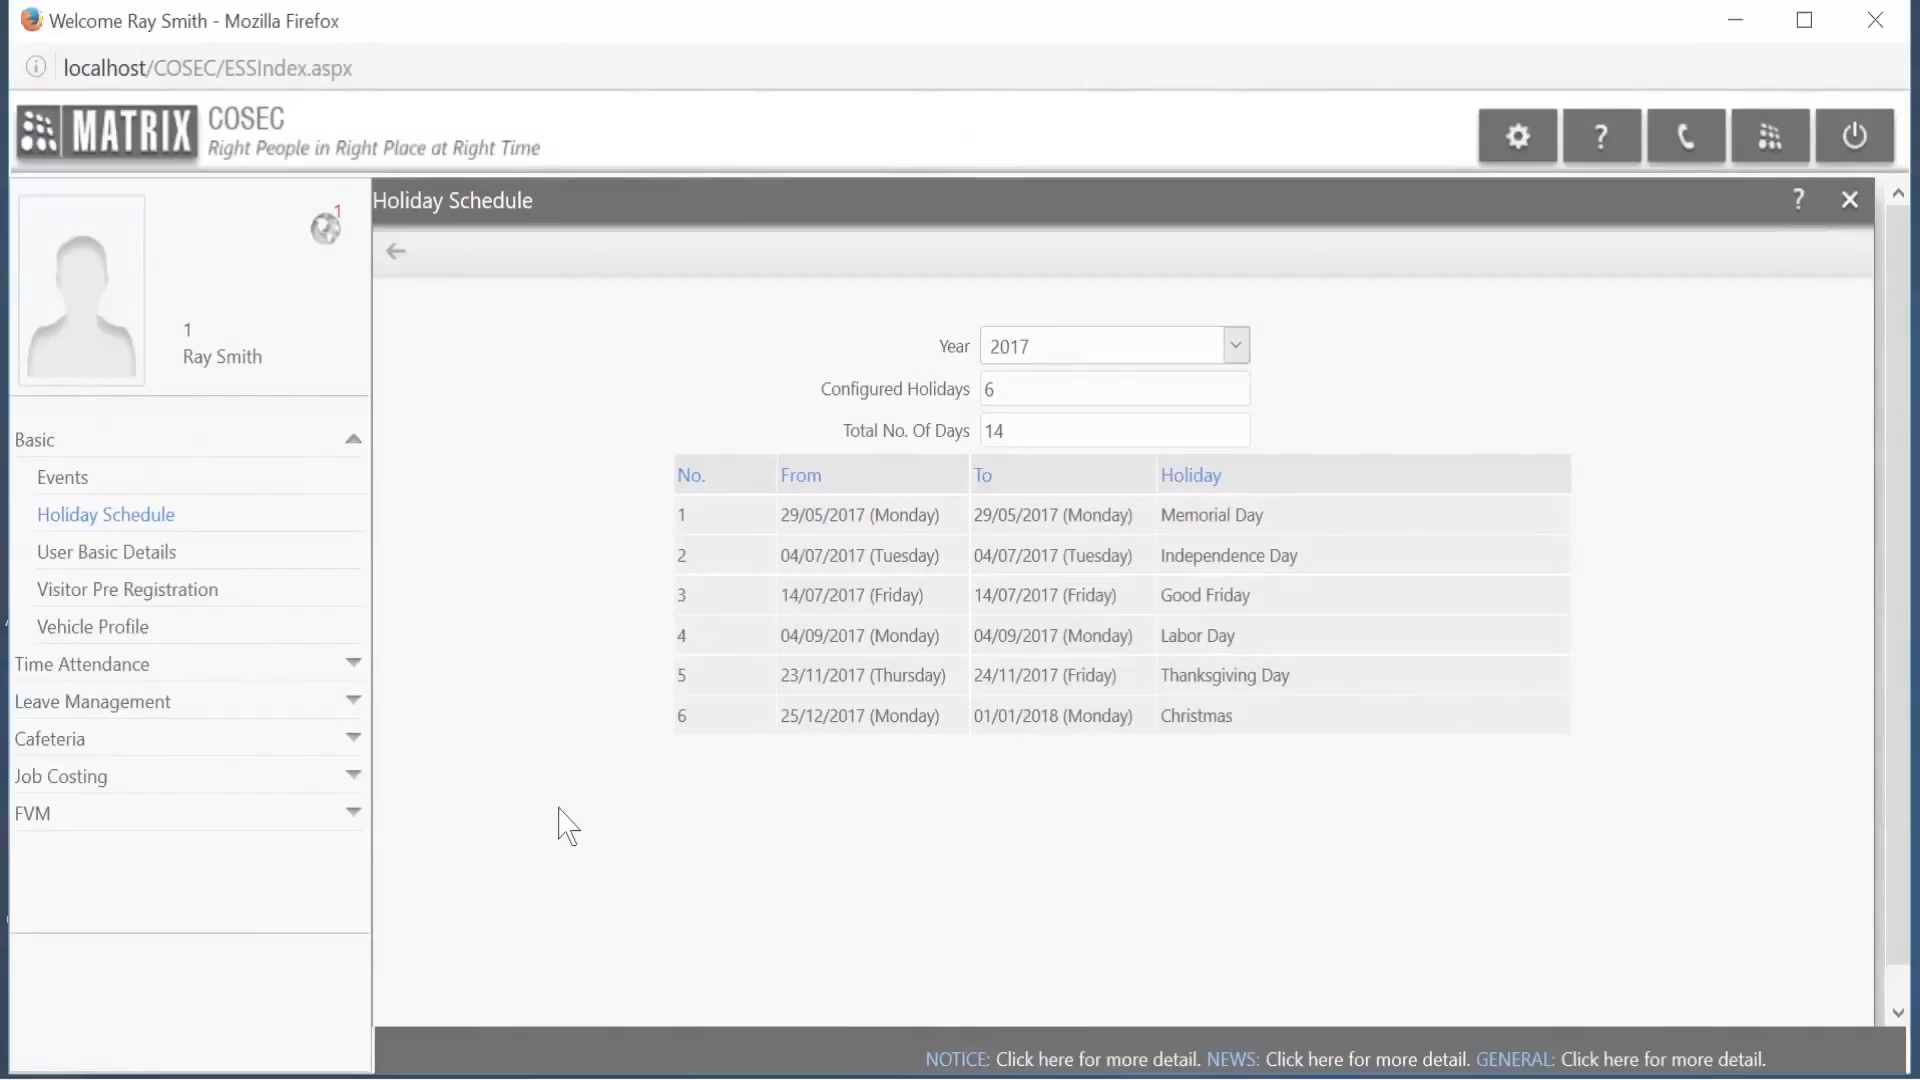 Welcome Ray Smith - Mozilla Firefox
localhost/COSEC/ESSIndex.aspx
MATRIX COSEC
Right People in Right Place at Right Time
?
1
1
Ray Smith
Basic
Events
Holiday Schedule
User Basic Details
Visitor Pre Registration
Vehicle Profile
Time Attendance
Leave Management
Cafeteria
Job Costing
FVM
Holiday Schedule ?
Year 2017
Configured Holidays 6
Total No. Of Days 14
No. From To Holiday
1 29/05/2017 (Monday) 29/05/2017 (Monday) Memorial Day
2 04/07/2017 (Tuesday) 04/07/2017 (Tuesday) Independence Day
3 14/07/2017 (Friday) 14/07/2017 (Friday) Good Friday
4 04/09/2017 (Monday) 04/09/2017 (Monday) Labor Day
5 23/11/2017 (Thursday) 24/11/2017 (Friday) Thanksgiving Day
6 25/12/2017 (Monday) 01/01/2018 (Monday) Christmas
NOTICE: Click here for more detail. NEWS: Click here for more detail. GENERAL: Click here for more detail.